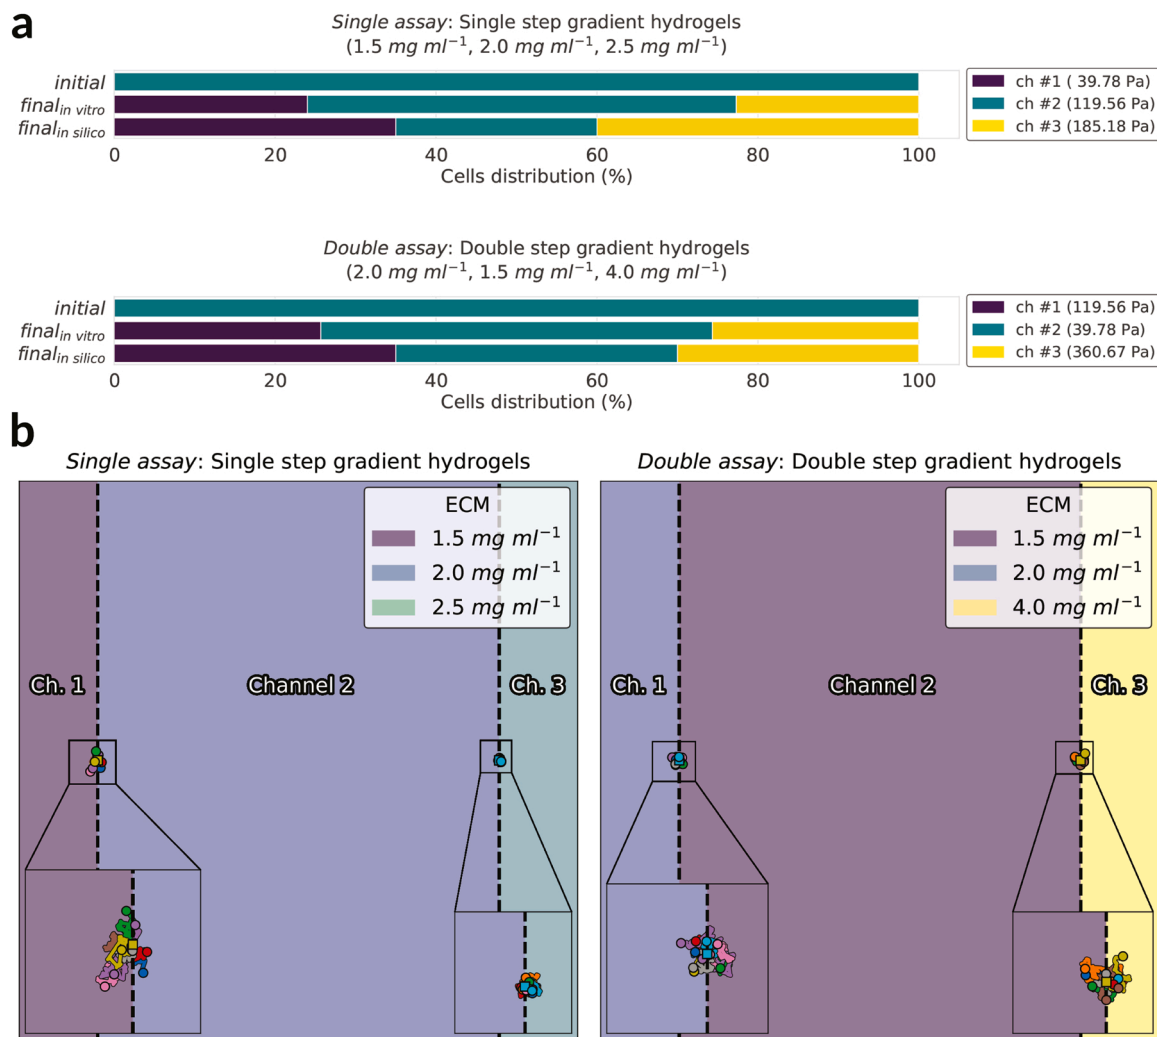 a
Single assay: Single step gradient hydrogels
(1.5 mg ml⁻¹, 2.0 mg ml⁻¹, 2.5 mg ml⁻¹)
initial
final in vitro
final in silico
ch #1 ( 39.78 Pa)
ch #2 (119.56 Pa)
ch #3 (185.18 Pa)
0 20 40 60 80 100
Cells distribution (%)
Double assay: Double step gradient hydrogels
(2.0 mg ml⁻¹, 1.5 mg ml⁻¹, 4.0 mg ml⁻¹)
initial
final in vitro
final in silico
ch #1 (119.56 Pa)
ch #2 (39.78 Pa)
ch #3 (360.67 Pa)
0 20 40 60 80 100
Cells distribution (%)
b
Single assay: Single step gradient hydrogels
ECM
1.5 mg ml⁻¹
2.0 mg ml⁻¹
2.5 mg ml⁻¹
Ch. 1 Channel 2 Ch. 3
Double assay: Double step gradient hydrogels
ECM
1.5 mg ml⁻¹
2.0 mg ml⁻¹
4.0 mg ml⁻¹
Ch. 1 Channel 2 Ch. 3